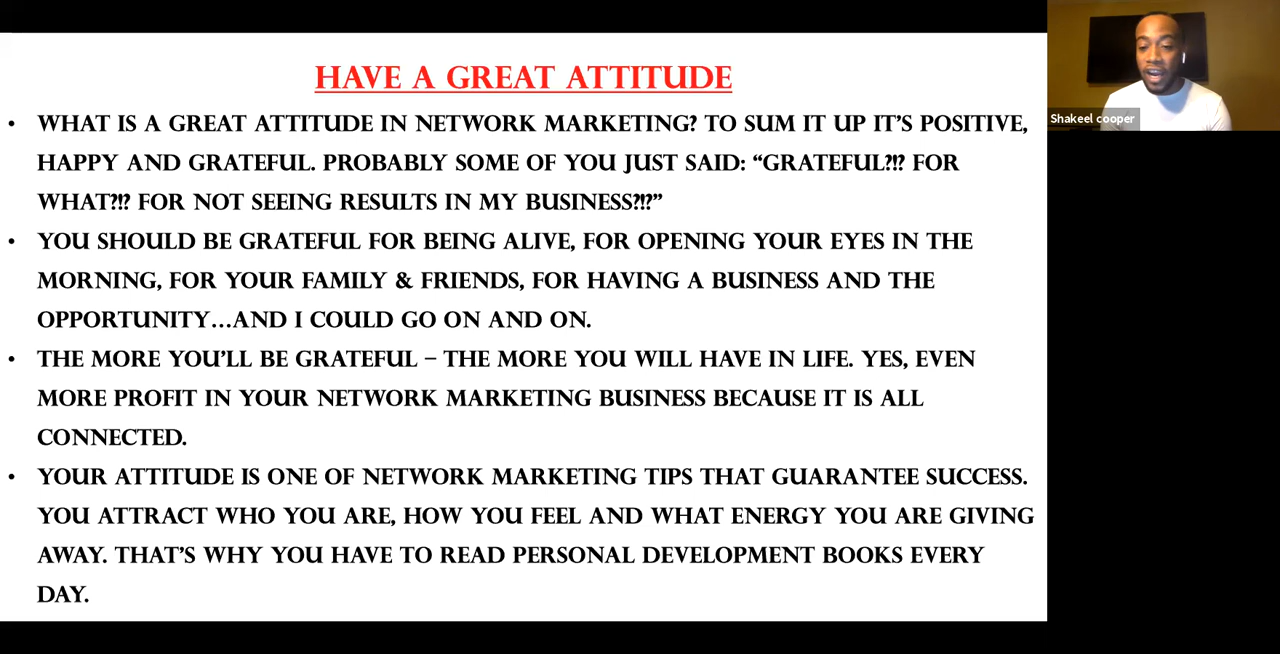 HAVE A GREAT ATTITUDE
• WHAT IS A GREAT ATTITUDE IN NETWORK MARKETING? TO SUM IT UP IT’S POSITIVE,
HAPPY AND GRATEFUL. PROBABLY SOME OF YOU JUST SAID: “GRATEFUL?!? FOR
WHAT?!? FOR NOT SEEING RESULTS IN MY BUSINESS?!?”
• YOU SHOULD BE GRATEFUL FOR BEING ALIVE, FOR OPENING YOUR EYES IN THE
MORNING, FOR YOUR FAMILY & FRIENDS, FOR HAVING A BUSINESS AND THE
OPPORTUNITY…AND I COULD GO ON AND ON.
• THE MORE YOU’LL BE GRATEFUL – THE MORE YOU WILL HAVE IN LIFE. YES, EVEN
MORE PROFIT IN YOUR NETWORK MARKETING BUSINESS BECAUSE IT IS ALL
CONNECTED.
• YOUR ATTITUDE IS ONE OF NETWORK MARKETING TIPS THAT GUARANTEE SUCCESS.
YOU ATTRACT WHO YOU ARE, HOW YOU FEEL AND WHAT ENERGY YOU ARE GIVING
AWAY. THAT’S WHY YOU HAVE TO READ PERSONAL DEVELOPMENT BOOKS EVERY
DAY.
Shakeel cooper